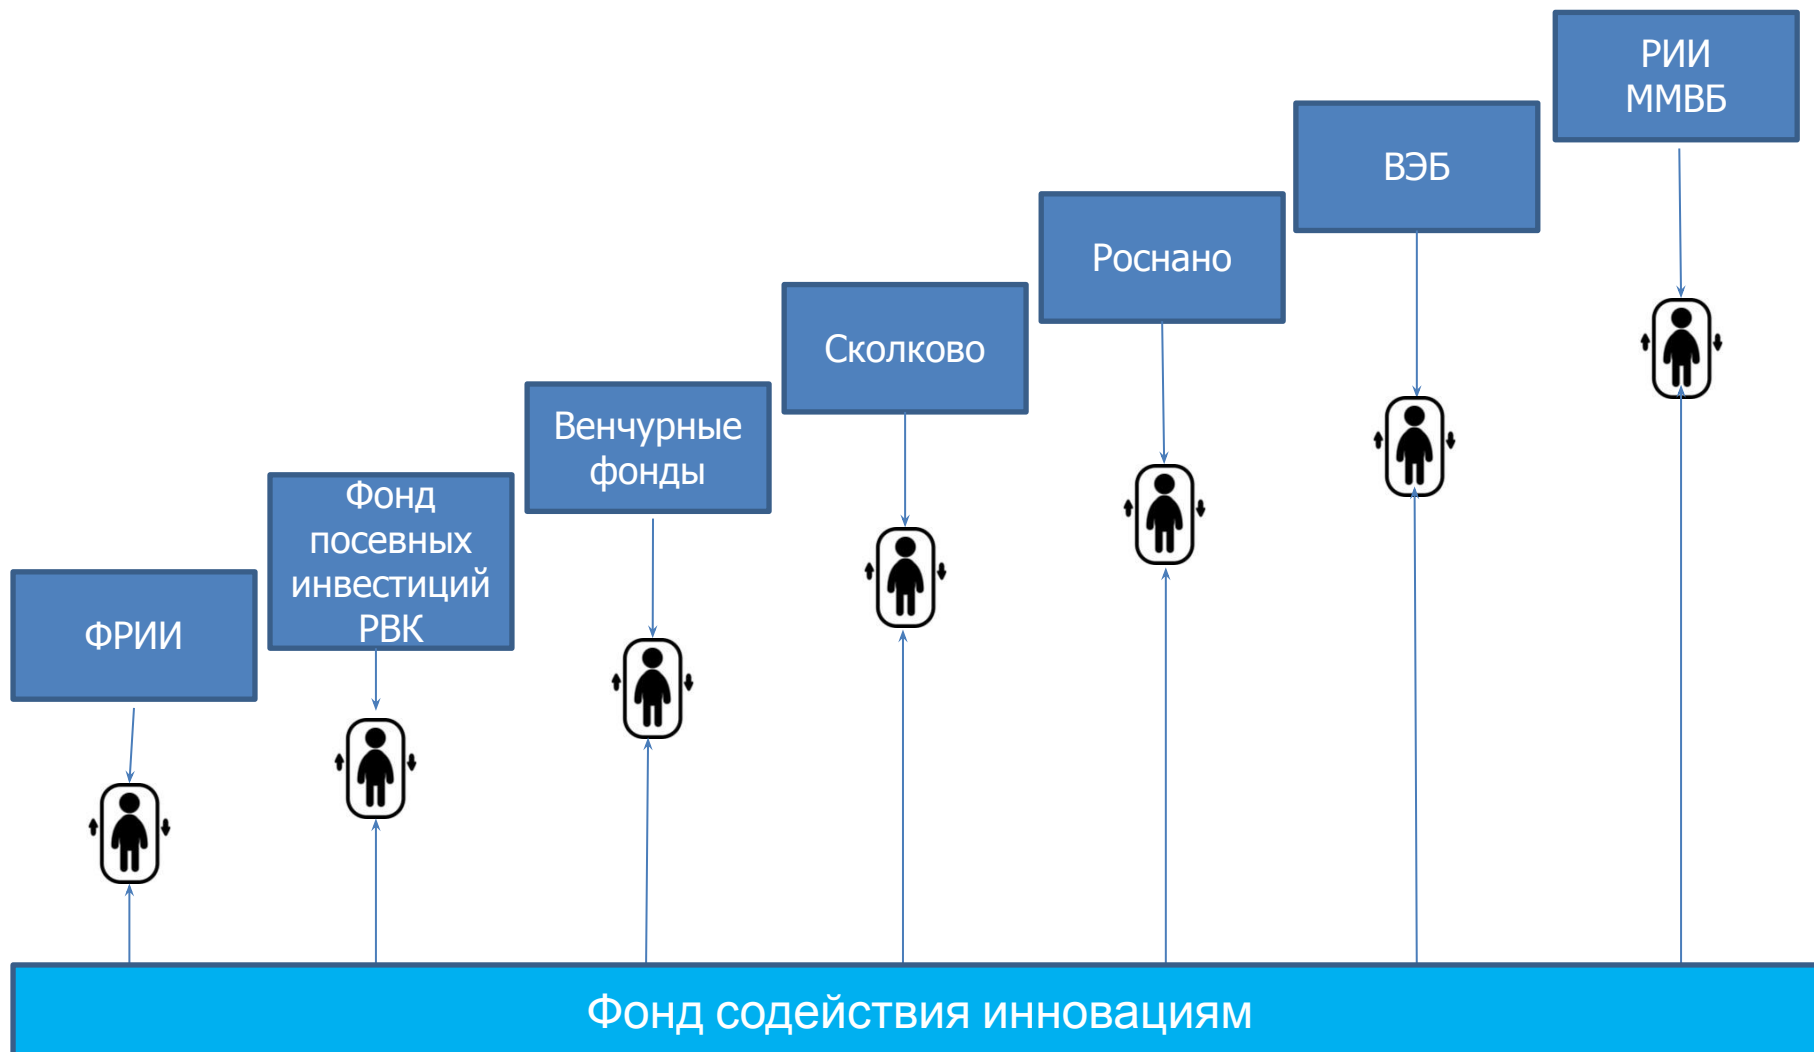 ФРИИ
Фонд
посевных
инвестиций
РВК
Венчурные
фонды
Сколково
Роснано
ВЭБ
РИИ
ММВБ
Фонд содействия инновациям